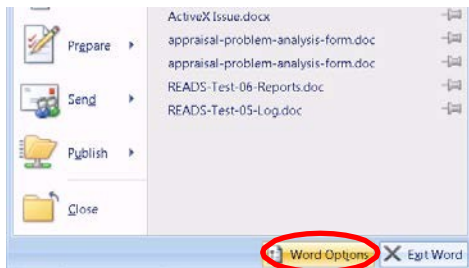 ActiveX Issue.docx
Prepare
appraisal-problem-analysis-form.doc
appraisal-problem-analysis-form.doc
READS-Test-06-Reports.doc
Send
READS-Test-05-Log.doc
Publish
Close
Word Options
Exit Word